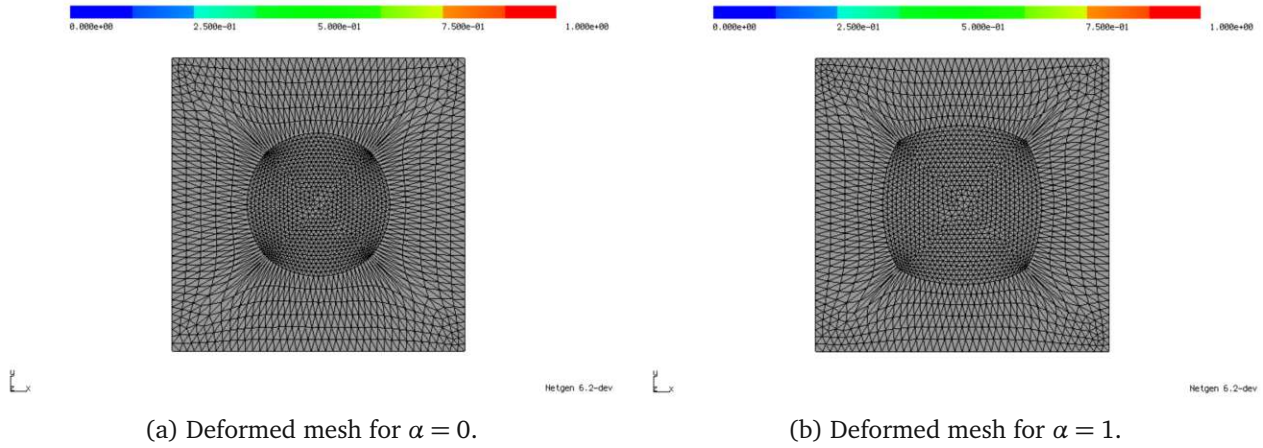 0.000e+00 2.500e-01 5.000e-01 7.500e-01 1.000e+00
y
z x
Netgen 6.2-dev
(a) Deformed mesh for α = 0.
0.000e+00 2.500e-01 5.000e-01 7.500e-01 1.000e+00
y
z x
Netgen 6.2-dev
(b) Deformed mesh for α = 1.